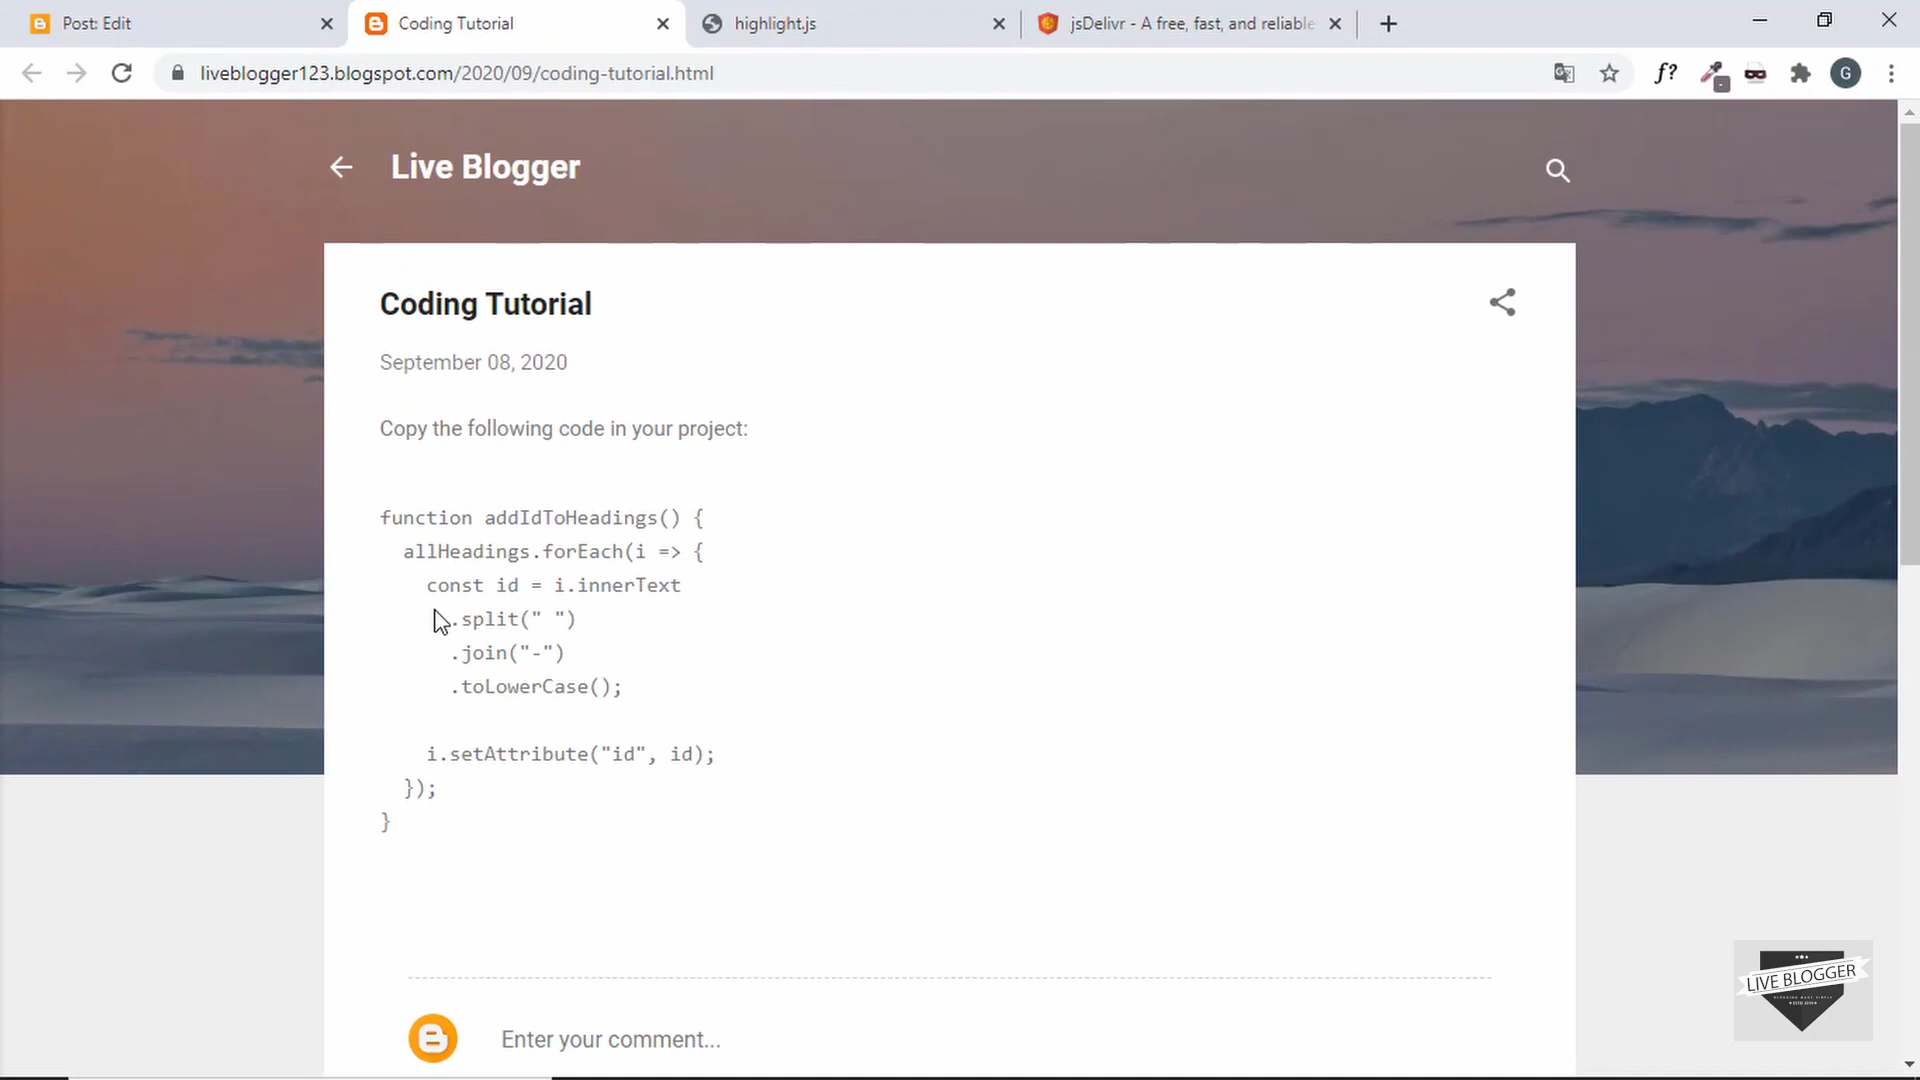 Post: Edit
Coding Tutorial
highlight.js
jsDelivr - A free, fast, and reliable
liveblogger123.blogspot.com/2020/09/coding-tutorial.html
f?
G
Live Blogger
Coding Tutorial
September 08, 2020
Copy the following code in your project:
function addIdToHeadings() {
  allHeadings.forEach(i => {
    const id = i.innerText
      .split(" ")
      .join("-")
      .toLowerCase();
    i.setAttribute("id", id);
  });
}
LIVE BLOGGER
Enter your comment...